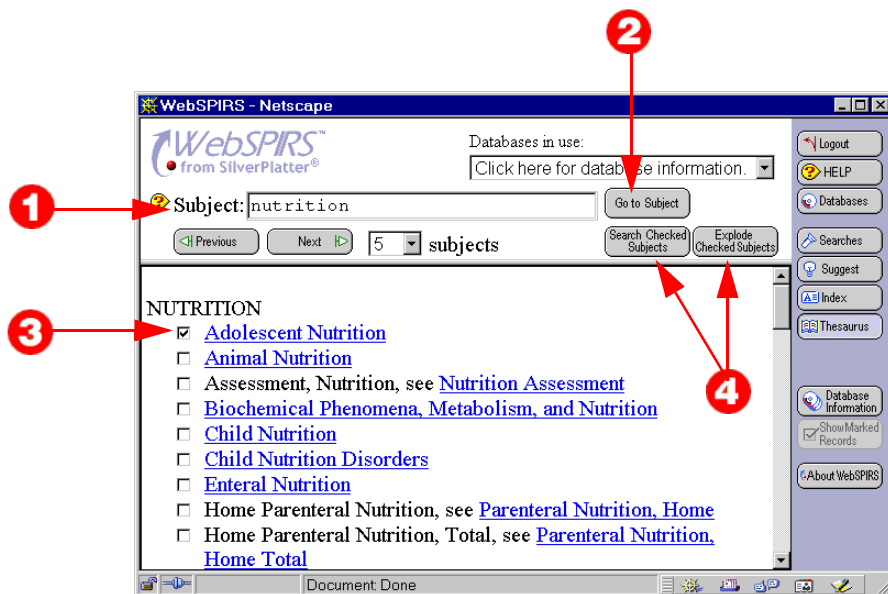 2
WebSPIRS - Netscape
WebSPIRS™
from SilverPlatter®
Databases in use:
Click here for database information.
1
Subject: nutrition
Go to Subject
Previous
Next
5
subjects
Search Checked
Subjects
Explode
Checked Subjects
Logout
HELP
Databases
Searches
Suggest
Index
Thesaurus
Database
Information
Show Marked
Records
About WebSPIRS
NUTRITION
3
Adolescent Nutrition
Animal Nutrition
Assessment, Nutrition, see Nutrition Assessment
4
Biochemical Phenomena, Metabolism, and Nutrition
Child Nutrition
Child Nutrition Disorders
Enteral Nutrition
Home Parenteral Nutrition, see Parenteral Nutrition, Home
Home Parenteral Nutrition, Total, see Parenteral Nutrition,
Home Total
Document: Done